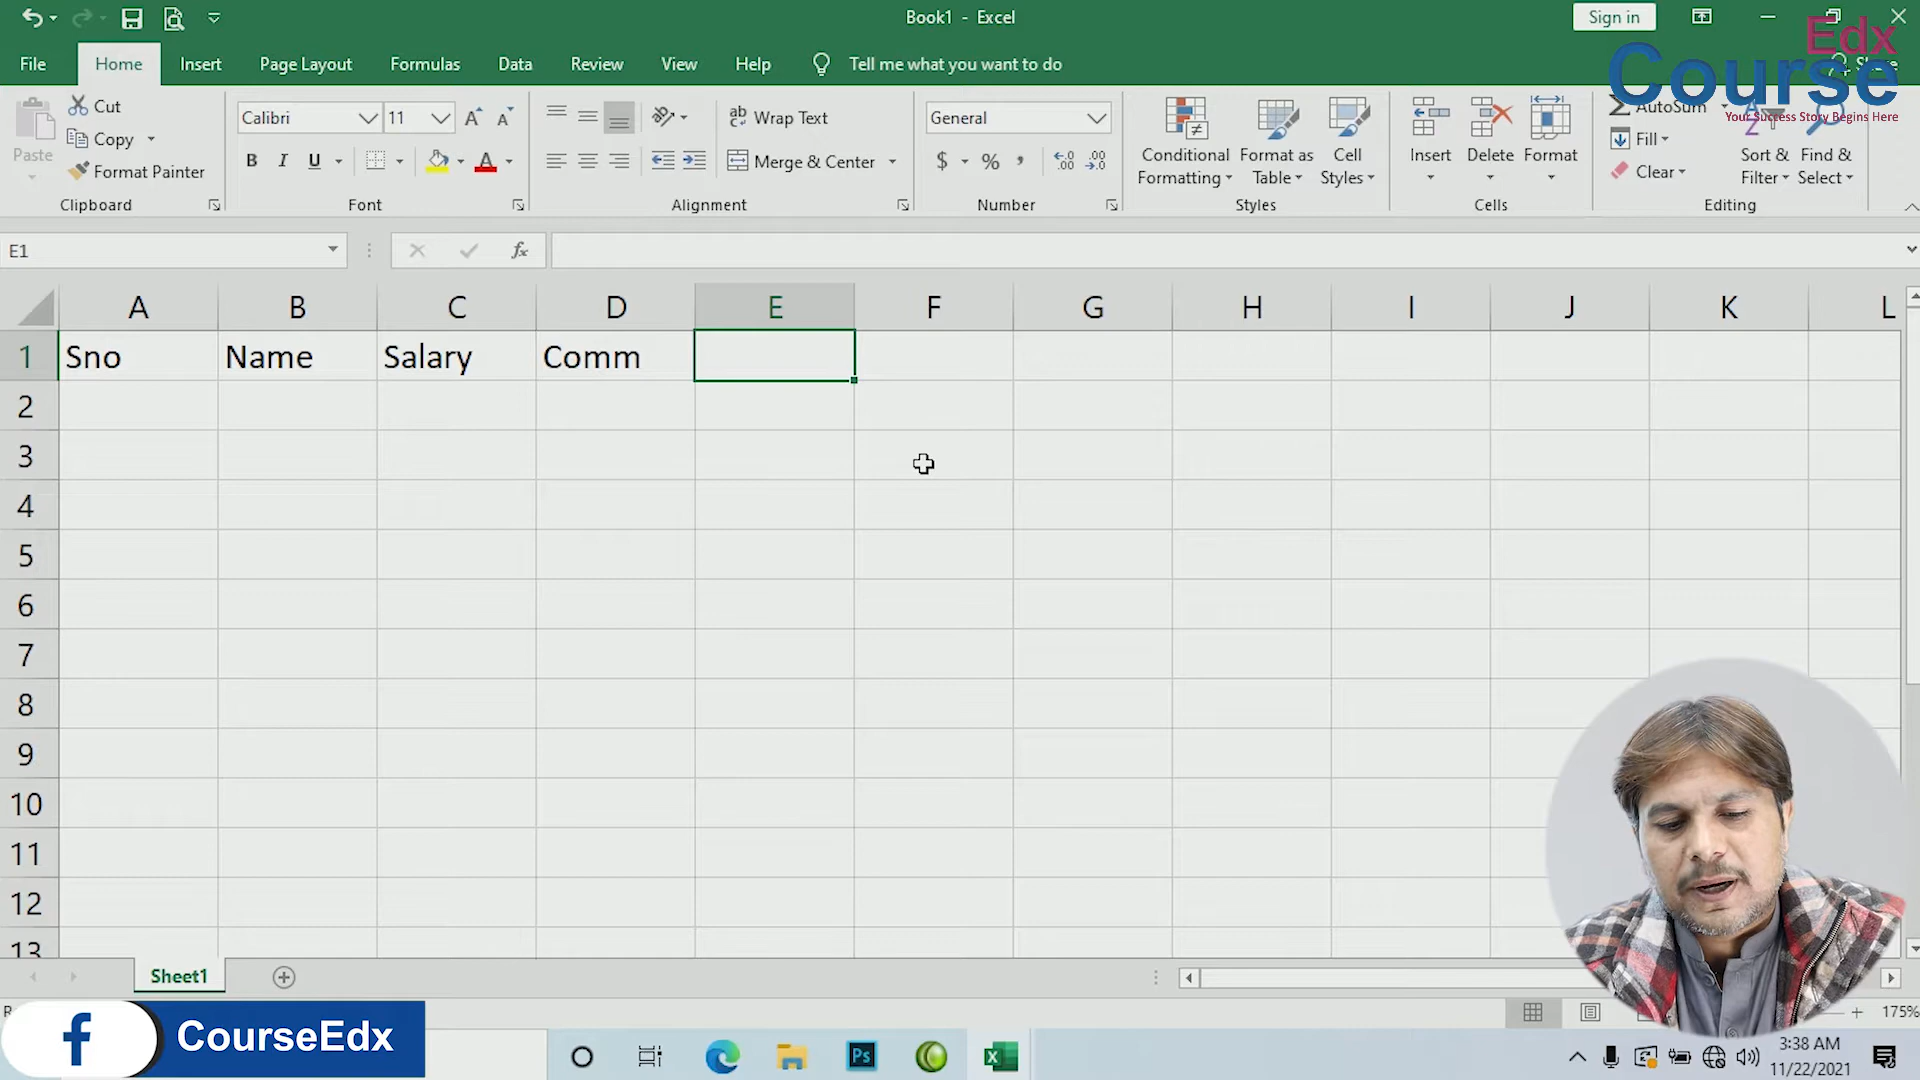 Book1 - Excel
Sign in
Edx
Course
Your Success Story Begins Here
File Home Insert Page Layout Formulas Data Review View Help Tell me what you want to do
Paste
Cut
Copy
Format Painter
Clipboard
Calibri 11
B I U
Font
Wrap Text
Merge & Center
Alignment
General
$ % ,
Number
Conditional Formatting
Format as Table
Cell Styles
Styles
Insert
Delete
Format
Cells
AutoSum
Fill
Clear
Sort & Filter
Find & Select
Editing
E1
fx
A B C D E F G H I J K L
1 Sno Name Salary Comm
2
3
4
5
6
7
8
9
10
11
12
13
Sheet1
175%
CourseEdx
Ps
3:38 AM
11/22/2021